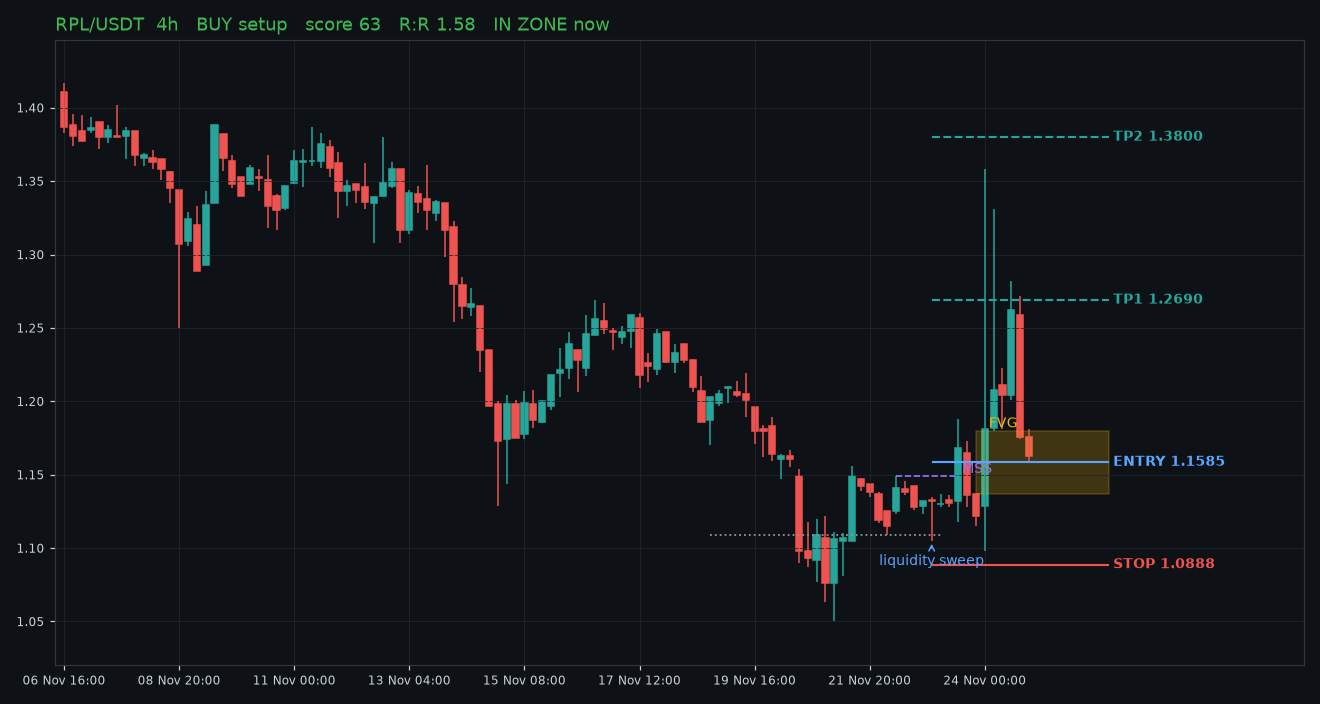 RPL/USDT  4h   BUY setup   score 63   R:R 1.58   IN ZONE now
1.40
1.35
1.30
1.25
1.20
1.15
1.10
1.05
TP2 1.3800
TP1 1.2690
FVG
ENTRY 1.1585
MSS
liquidity sweep
STOP 1.0888
06 Nov 16:00
08 Nov 20:00
11 Nov 00:00
13 Nov 04:00
15 Nov 08:00
17 Nov 12:00
19 Nov 16:00
21 Nov 20:00
24 Nov 00:00